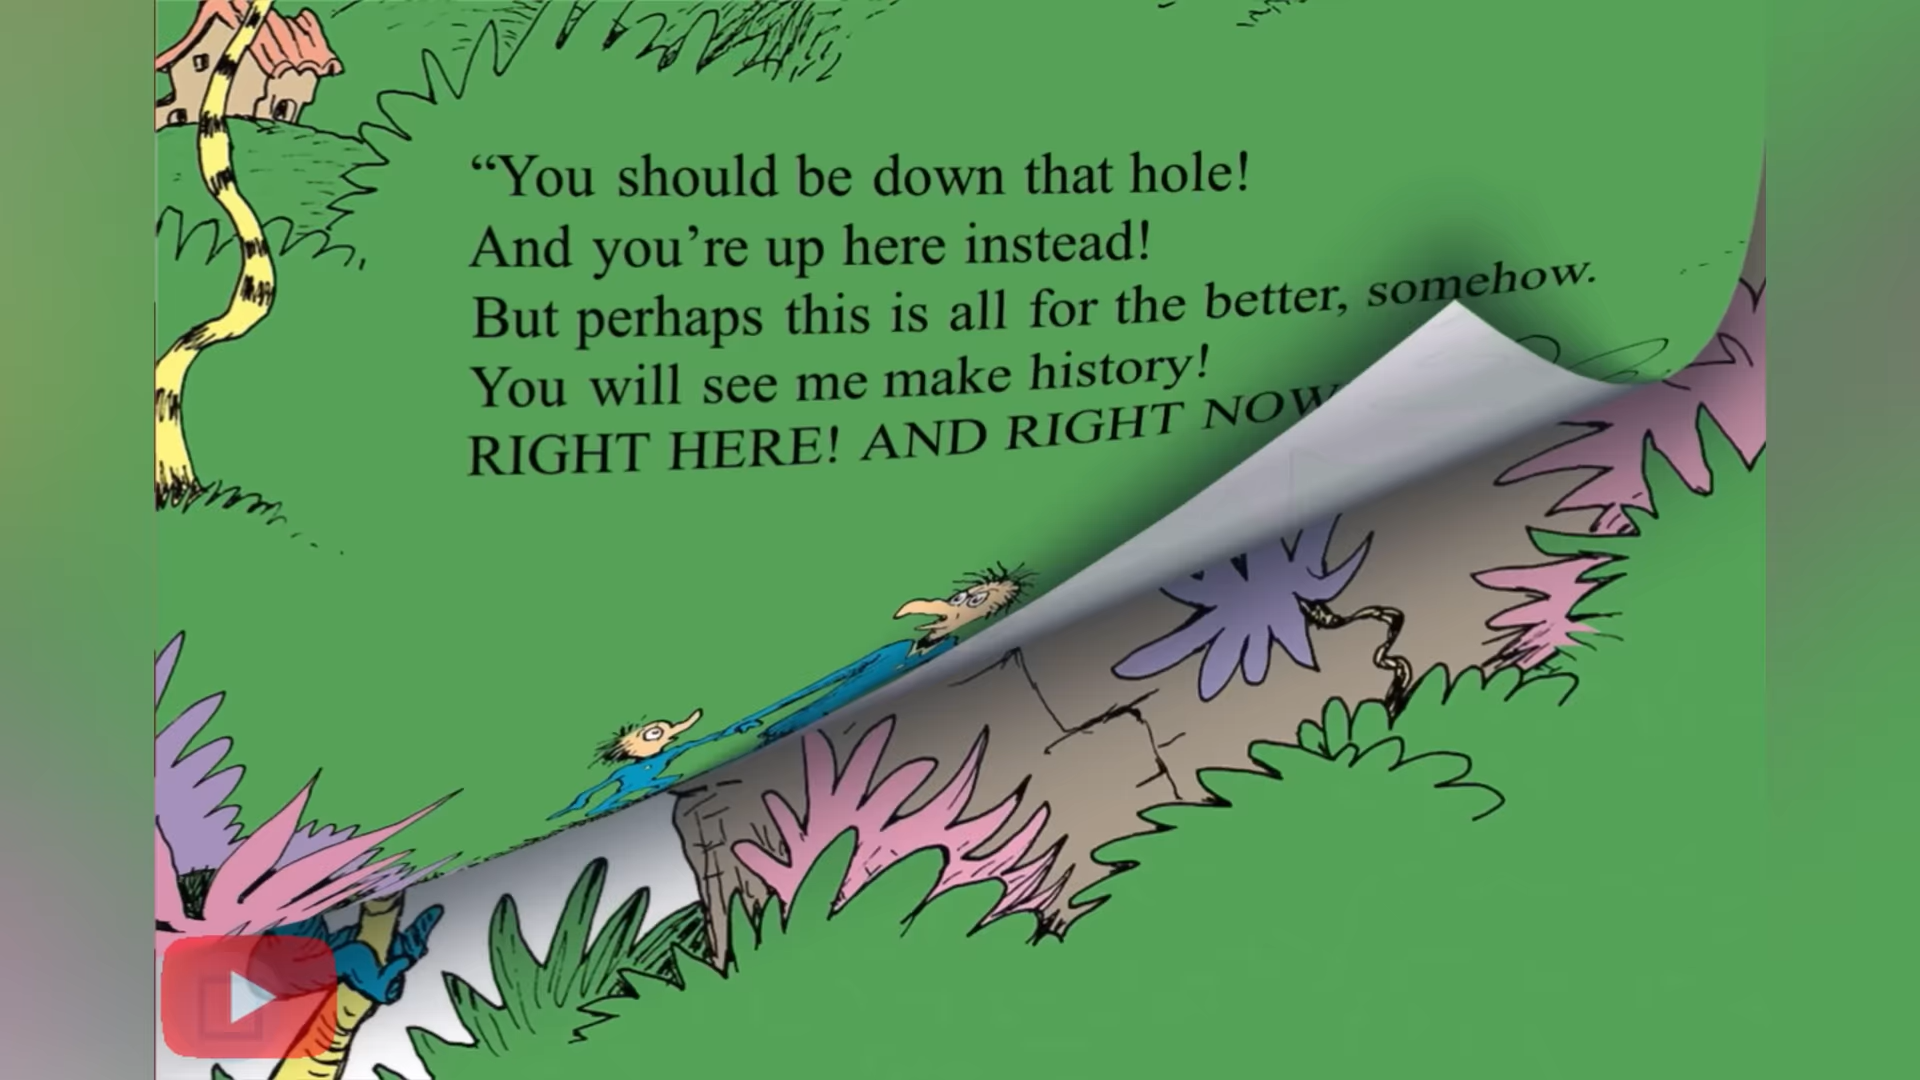 “You should be down that hole!
And you’re up here instead!
But perhaps this is all for the better, somehow.
You will see me make history!
RIGHT HERE! AND RIGHT NOW